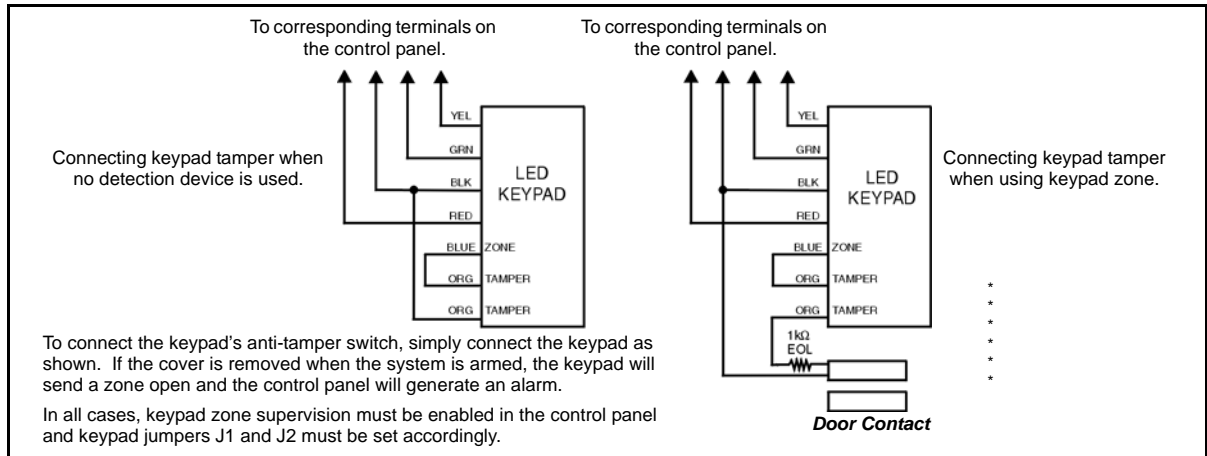 To corresponding terminals on
the control panel.
To corresponding terminals on
the control panel.
Connecting keypad tamper when
no detection device is used.
YEL
GRN
BLK
RED
BLUE ZONE
ORG TAMPER
ORG TAMPER
LED
KEYPAD
YEL
GRN
BLK
RED
BLUE ZONE
ORG TAMPER
ORG TAMPER
LED
KEYPAD
1kΩ
EOL
Door Contact
Connecting keypad tamper
when using keypad zone.
*
*
*
*
*
*
To connect the keypad’s anti-tamper switch, simply connect the keypad as
shown. If the cover is removed when the system is armed, the keypad will
send a zone open and the control panel will generate an alarm.
In all cases, keypad zone supervision must be enabled in the control panel
and keypad jumpers J1 and J2 must be set accordingly.